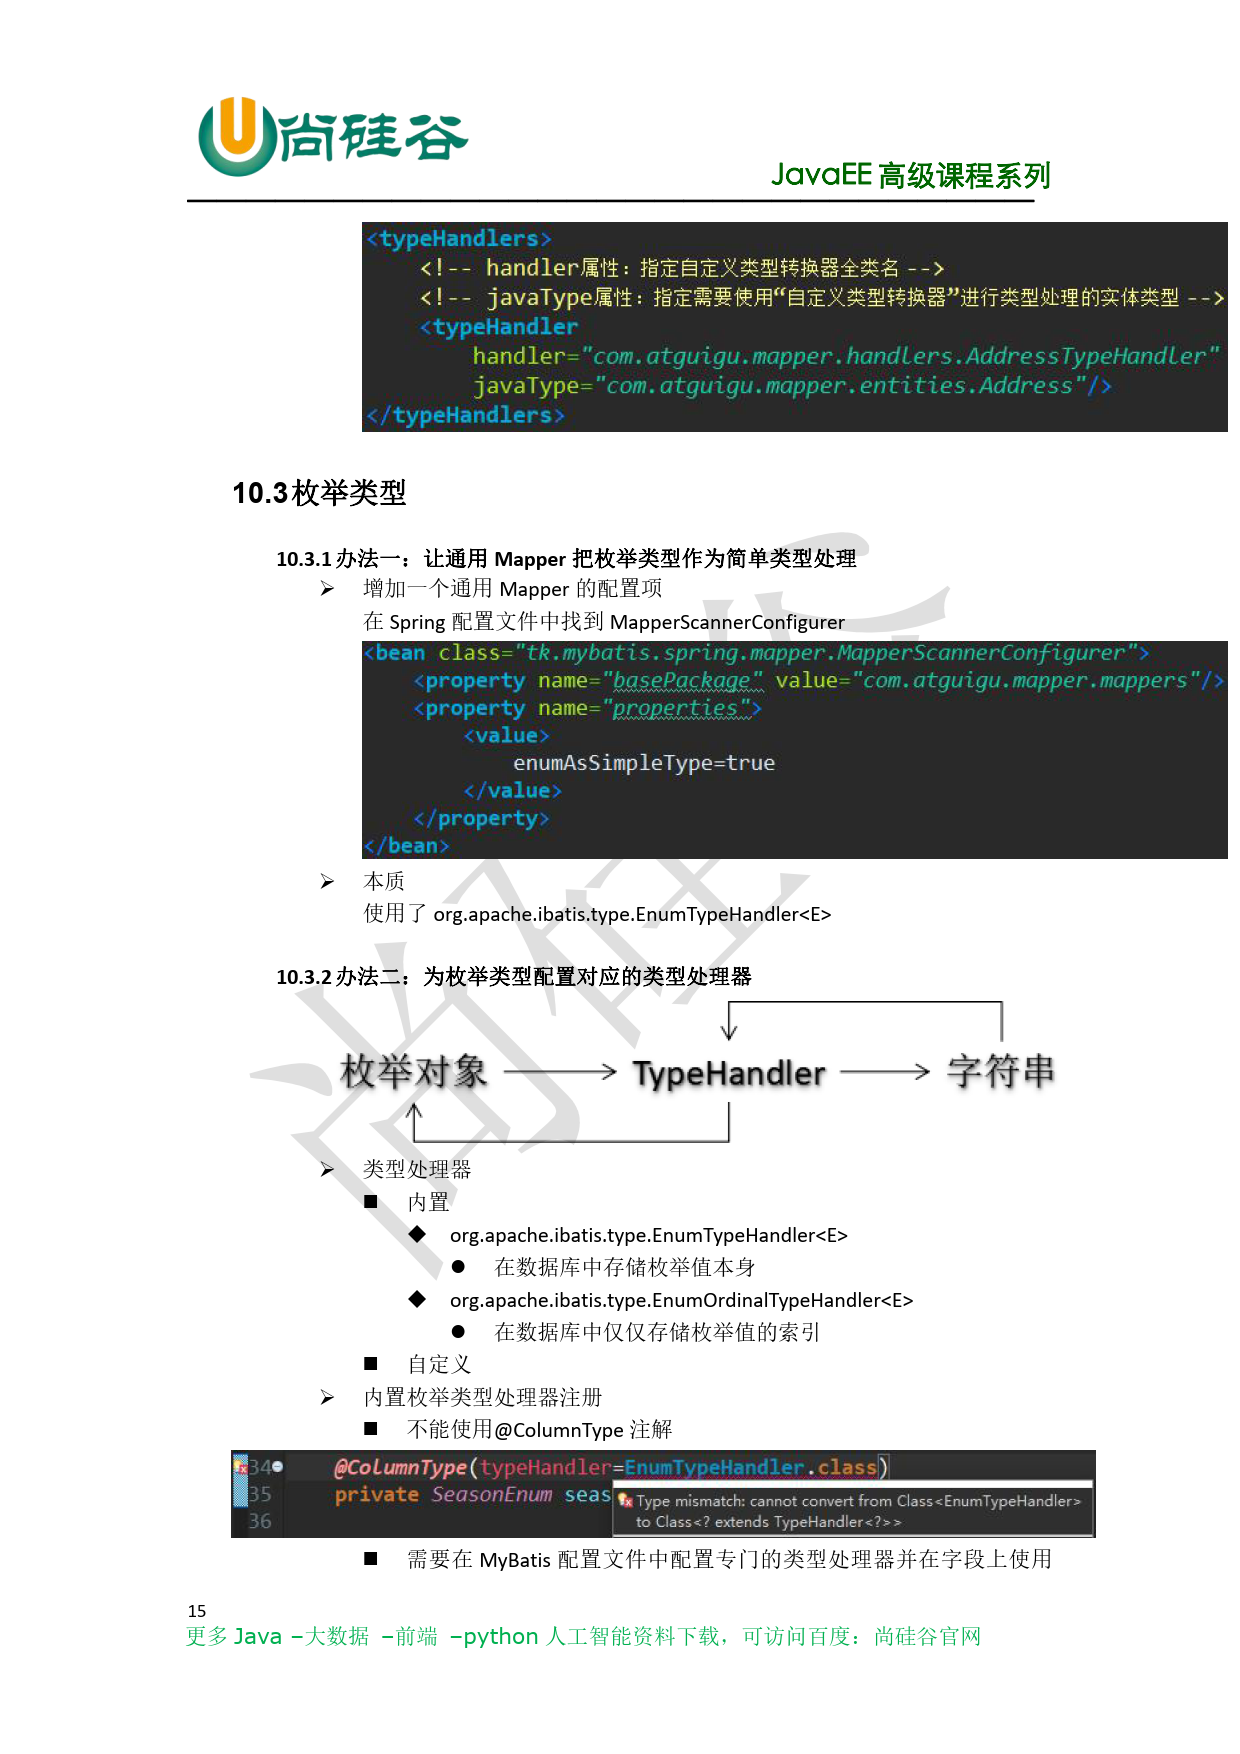 尚硅谷
JavaEE 高级课程系列
<typeHandlers>
<!-- handler属性：指定自定义类型转换器全类名 -->
<!-- javaType属性：指定需要使用“自定义类型转换器”进行类型处理的实体类型 -->
<typeHandler
handler="com.atguigu.mapper.handlers.AddressTypeHandler"
javaType="com.atguigu.mapper.entities.Address"/>
</typeHandlers>
10.3枚举类型
10.3.1 办法一：让通用 Mapper 把枚举类型作为简单类型处理
➢ 增加一个通用 Mapper 的配置项
在 Spring 配置文件中找到 MapperScannerConfigurer
<bean class="tk.mybatis.spring.mapper.MapperScannerConfigurer">
<property name="basePackage" value="com.atguigu.mapper.mappers"/>
<property name="properties">
<value>
enumAsSimpleType=true
</value>
</property>
</bean>
➢ 本质
使用了 org.apache.ibatis.type.EnumTypeHandler<E>
10.3.2 办法二：为枚举类型配置对应的类型处理器
枚举对象 TypeHandler 字符串
➢ 类型处理器
■ 内置
◆ org.apache.ibatis.type.EnumTypeHandler<E>
● 在数据库中存储枚举值本身
◆ org.apache.ibatis.type.EnumOrdinalTypeHandler<E>
● 在数据库中仅仅存储枚举值的索引
■ 自定义
➢ 内置枚举类型处理器注册
■ 不能使用@ColumnType 注解
34 @ColumnType(typeHandler=EnumTypeHandler.class)
35 private SeasonEnum seas
Type mismatch: cannot convert from Class<EnumTypeHandler>
36
to Class<? extends TypeHandler<?>>
■ 需要在 MyBatis 配置文件中配置专门的类型处理器并在字段上使用
15
更多 Java –大数据 –前端 –python 人工智能资料下载，可访问百度：尚硅谷官网